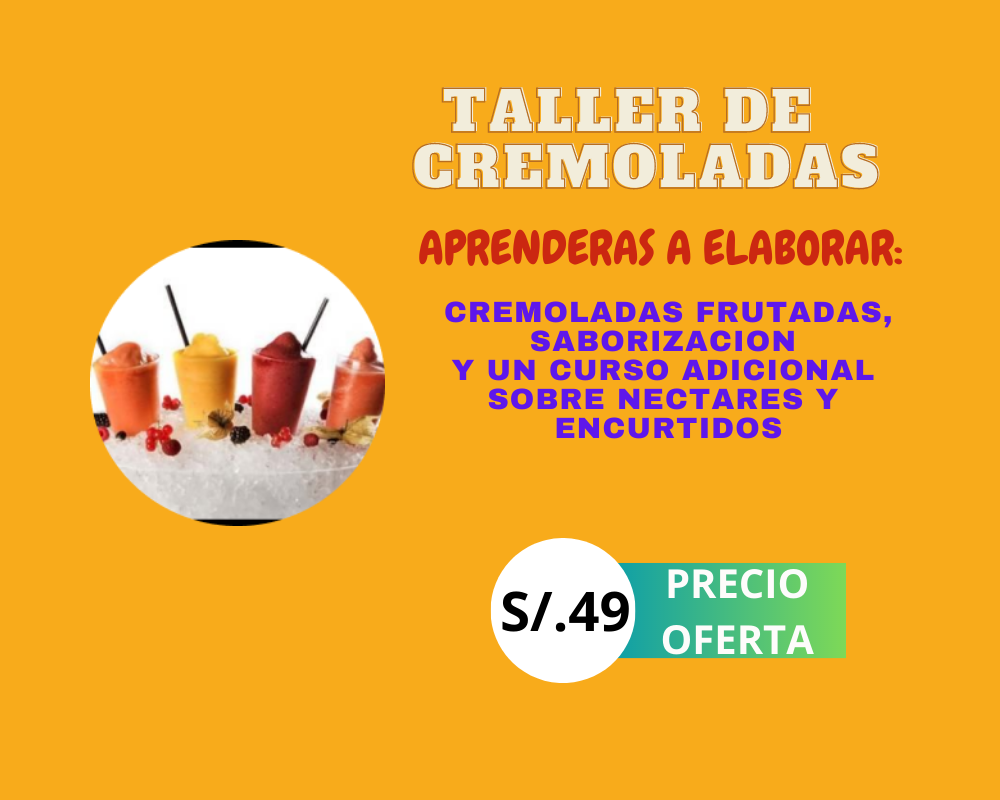 TALLER DE
CREMOLADAS
APRENDERAS A ELABORAR:
CREMOLADAS FRUTADAS,
SABORIZACION
Y UN CURSO ADICIONAL
SOBRE NECTARES Y
ENCURTIDOS
S/.49
PRECIO
OFERTA